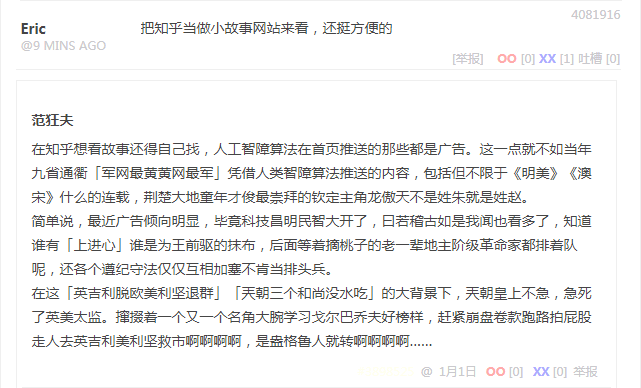 4081916
Eric 把知乎当做小故事网站来看，还挺方便的
@9 MINS AGO
[举报] OO [0] XX [1] 吐槽 [0]
范狂夫
在知乎想看故事还得自己找，人工智障算法在首页推送的那些都是广告。这一点就不如当年
九省通衢「军网最黄黄网最军」凭借人类智障算法推送的内容，包括但不限于《明美》《澳
宋》什么的连载，荆楚大地童年才俊最崇拜的钦定主角龙傲天不是姓朱就是姓赵。
简单说，最近广告倾向明显，毕竟科技昌明民智大开了，曰若稽古如是我闻也看多了，知道
谁有「上进心」谁是为王前驱的抹布，后面等着摘桃子的老一辈地主阶级革命家都排着队
呢，还各个遵纪守法仅仅互相加塞不肯当排头兵。
在这「英吉利脱欧美利坚退群」「天朝三个和尚没水吃」的大背景下，天朝皇上不急，急死
了英美太监。撺掇着一个又一个名角大腕学习戈尔巴乔夫好榜样，赶紧崩盘卷款跑路拍屁股
走人去英吉利美利坚救市啊啊啊啊，是盎格鲁人就转啊啊啊啊……
@ 1月1日 OO [0] XX [0] 举报